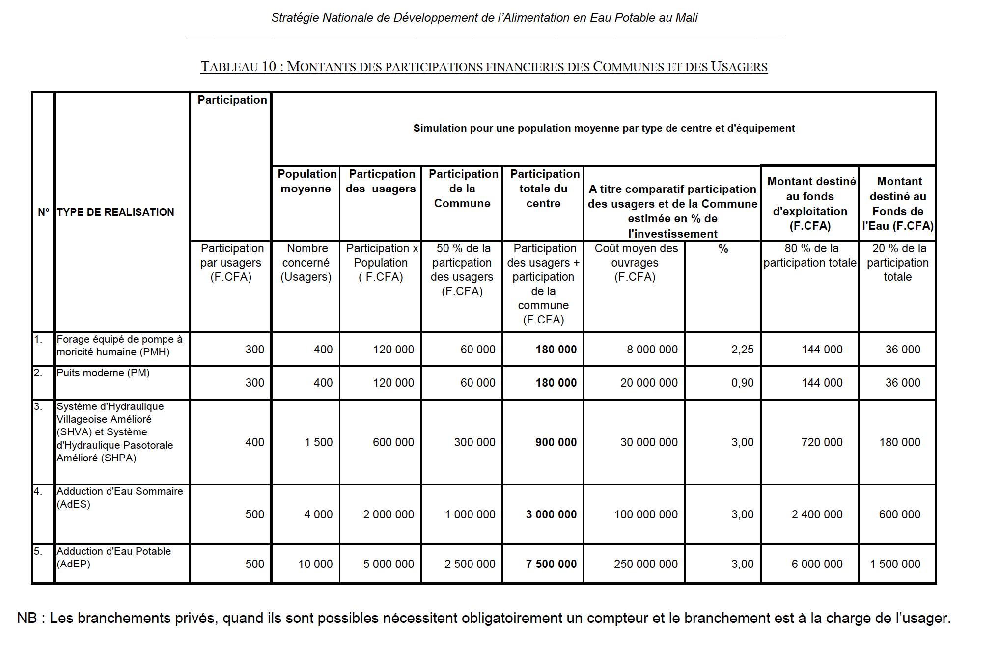 Stratégie Nationale de Développement de l'Alimentation en Eau Potable au Mali
TABLEAU 10 : MONTANTS DES PARTICIPATIONS FINANCIERES DES COMMUNES ET DES USAGERS
N°
TYPE DE REALISATION
Participation
Simulation pour une population moyenne par type de centre et d'équipement
Population
moyenne
Particpation
des usagers
Participation
de la
Commune
Participation
totale du
centre
A titre comparatif participation
des usagers et de la Commune
estimée en % de
l'investissement
Montant destiné
au fonds
d'exploitation
(F.CFA)
Montant
destiné au
Fonds de
l'Eau (F.CFA)
Participation
par usagers
(F.CFA)
Nombre
concerné
(Usagers)
Participation x
Population
( F.CFA)
50 % de la
particpation
des usagers
(F.CFA)
Participation
des usagers +
participation
de la
commune
(F.CFA)
Coût moyen des
ouvrages
(F.CFA)
%
80 % de la
participation totale
20 % de la
participation
totale
1.
Forage équipé de pompe à
moricité humaine (PMH)
300 400 120 000 60 000 180 000 8 000 000 2,25 144 000 36 000
2.
Puits moderne (PM)
300 400 120 000 60 000 180 000 20 000 000 0,90 144 000 36 000
3.
Système d'Hydraulique
Villageoise Amélioré
(SHVA) et Système
d'Hydraulique Pasotorale
Amélioré (SHPA)
400 1 500 600 000 300 000 900 000 30 000 000 3,00 720 000 180 000
4.
Adduction d'Eau Sommaire
(AdES)
500 4 000 2 000 000 1 000 000 3 000 000 100 000 000 3,00 2 400 000 600 000
5.
Adduction d'Eau Potable
(AdEP)
500 10 000 5 000 000 2 500 000 7 500 000 250 000 000 3,00 6 000 000 1 500 000
NB : Les branchements privés, quand ils sont possibles nécessitent obligatoirement un compteur et le branchement est à la charge de l'usager.